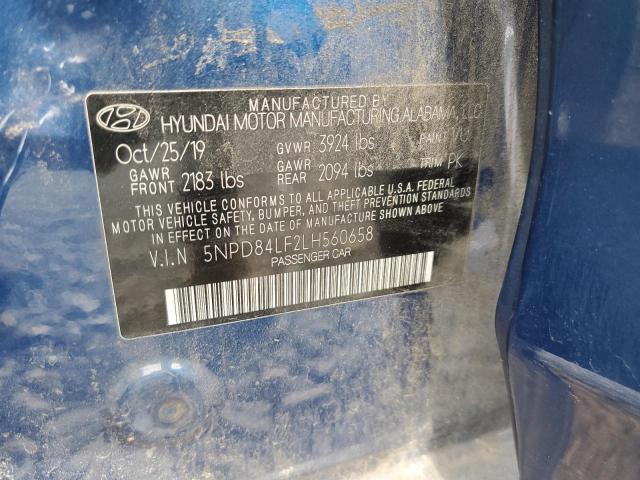 MANUFACTURED BY
HYUNDAI MOTOR MANUFACTURING ALABAMA, LLC
Oct/25/19 GVWR 3924 lbs PAINT
GAWR FRONT 2183 lbs GAWR REAR 2094 lbs TRIM PK
THIS VEHICLE CONFORMS TO ALL APPLICABLE U.S.A. FEDERAL
MOTOR VEHICLE SAFETY, BUMPER, AND THEFT PREVENTION STANDARDS
IN EFFECT ON THE DATE OF MANUFACTURE SHOWN ABOVE.
V.I.N 5NPD84LF2LH560658
PASSENGER CAR